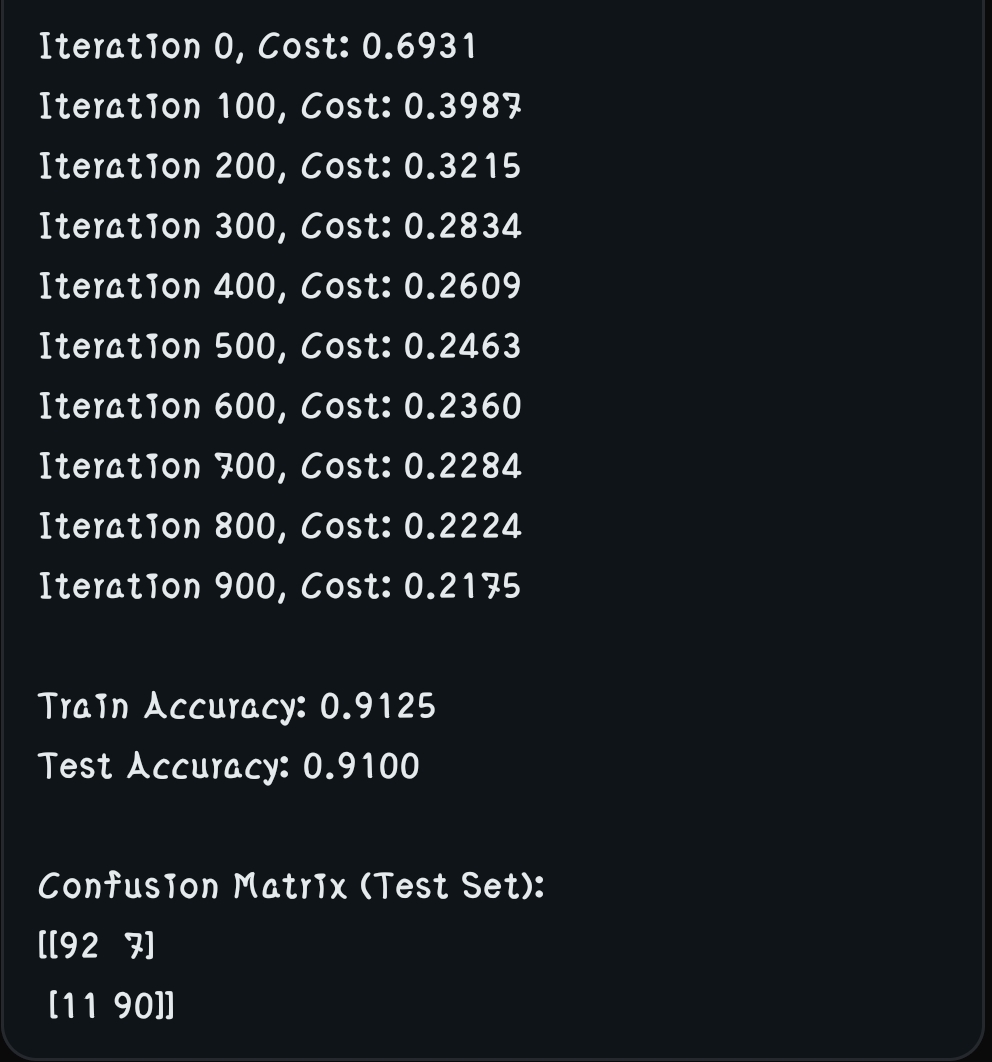 Iteration 0, Cost: 0.6931
Iteration 100, Cost: 0.3987
Iteration 200, Cost: 0.3215
Iteration 300, Cost: 0.2834
Iteration 400, Cost: 0.2609
Iteration 500, Cost: 0.2463
Iteration 600, Cost: 0.2360
Iteration 700, Cost: 0.2284
Iteration 800, Cost: 0.2224
Iteration 900, Cost: 0.2175
Train Accuracy: 0.9125
Test Accuracy: 0.9100
Confusion Matrix (Test Set):
[[92  7]
 [11 90]]